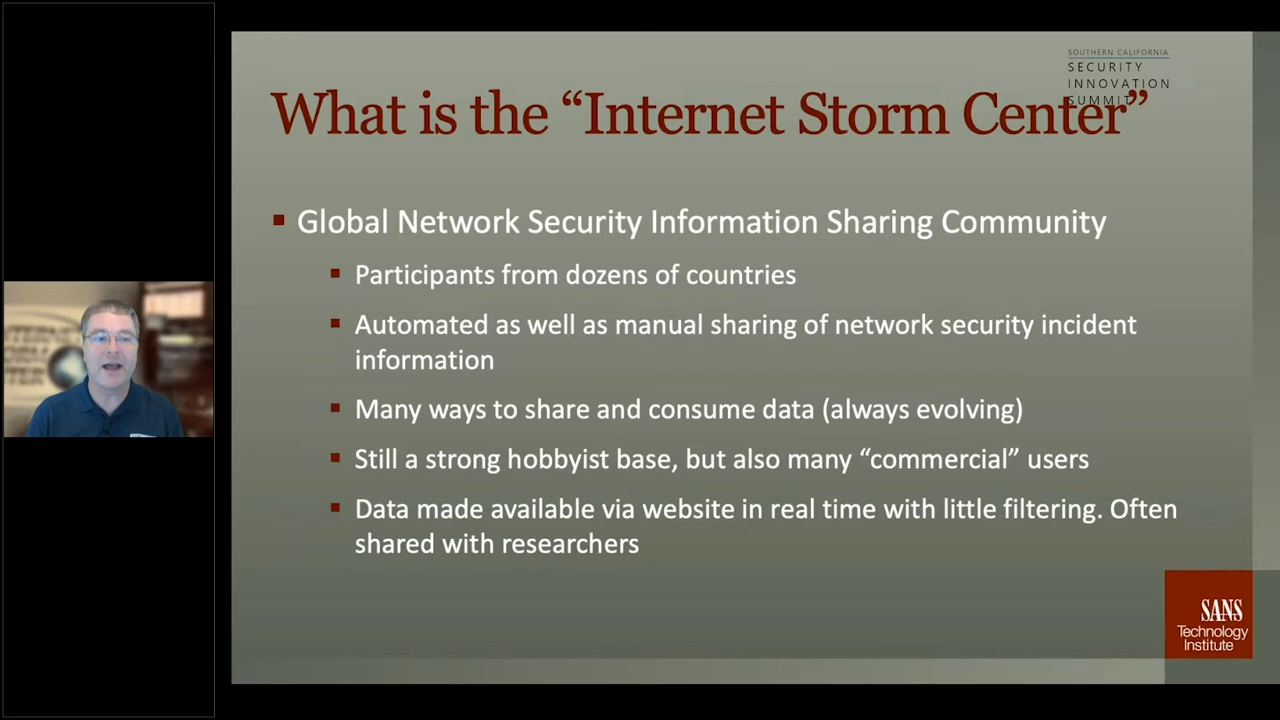 SOUTHERN CALIFORNIA
SECURITY
INNOVATION
SUMMIT
What is the “Internet Storm Center”
Global Network Security Information Sharing Community
Participants from dozens of countries
Automated as well as manual sharing of network security incident
information
Many ways to share and consume data (always evolving)
Still a strong hobbyist base, but also many “commercial” users
Data made available via website in real time with little filtering. Often
shared with researchers
SANS
Technology
Institute